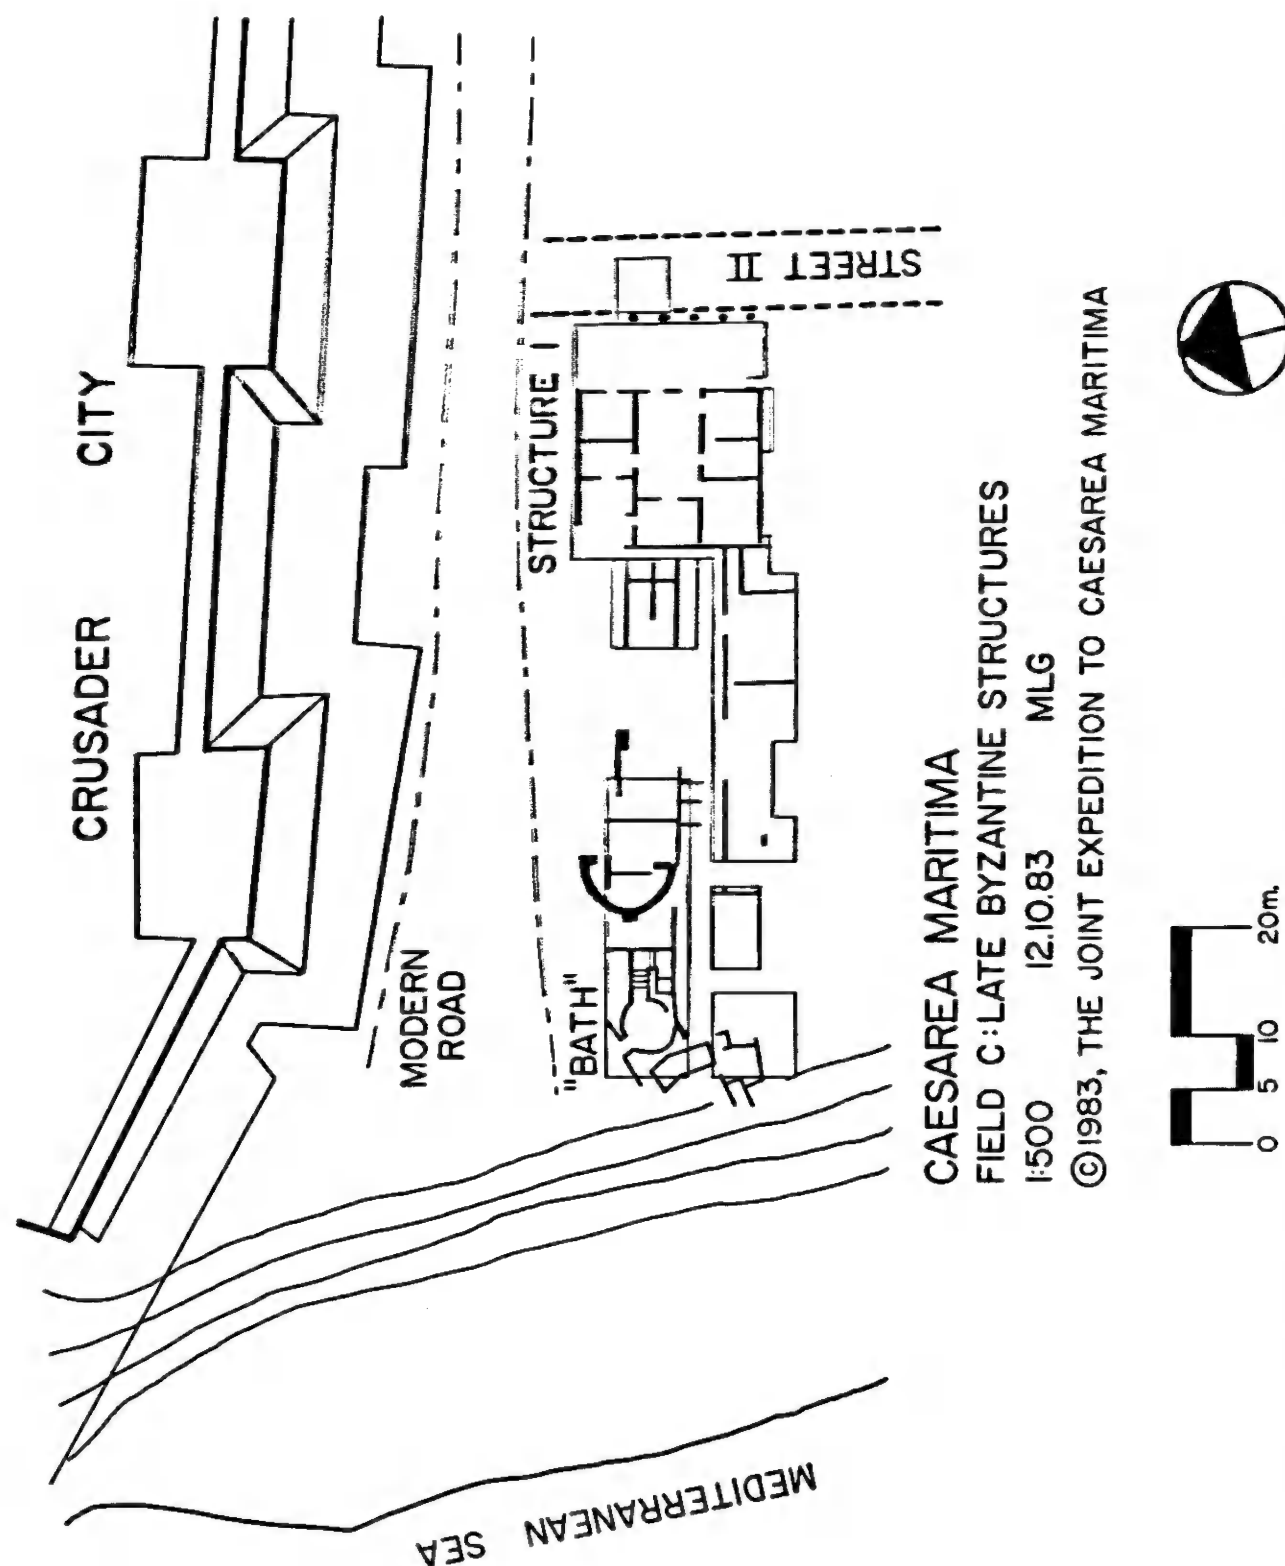 CRUSADER CITY
MODERN
ROAD
STRUCTURE I
"BATH"
STREET II
MEDITERRANEAN SEA
CAESAREA MARITIMA
FIELD C: LATE BYZANTINE STRUCTURES
1:500 12.10.83 MLG
©1983, THE JOINT EXPEDITION TO CAESAREA MARITIMA
0 5 10 20m.